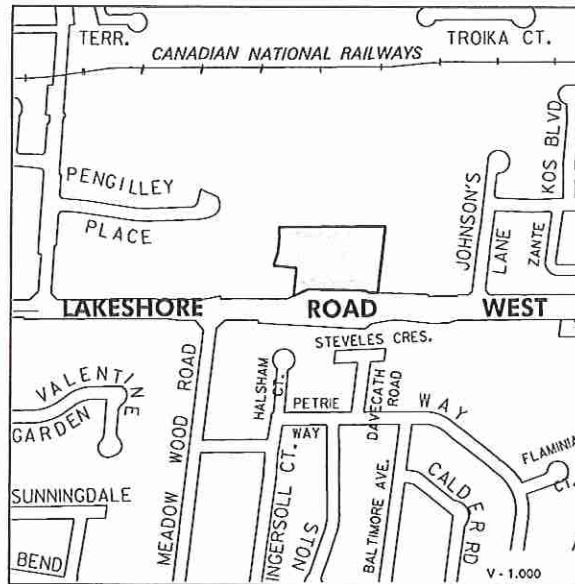 TERR.
TROIKA CT.
CANADIAN NATIONAL RAILWAYS
KOS BLVD
PENGILLEY
PLACE
JOHNSON'S
LANE
ZANTE
LAKESHORE ROAD WEST
STEVELES CRES.
HALSHAM
CT.
PETRIE
WAY
DAVECATH
ROAD
WAY
VALENTINE
GARDEN
MEADOW WOOD ROAD
FLAMINIA
CT.
SUNNINGDALE
BEND
INGERSOLL CT.
STON
BALTIMORE AVE.
CALDER RD
V - 1.000